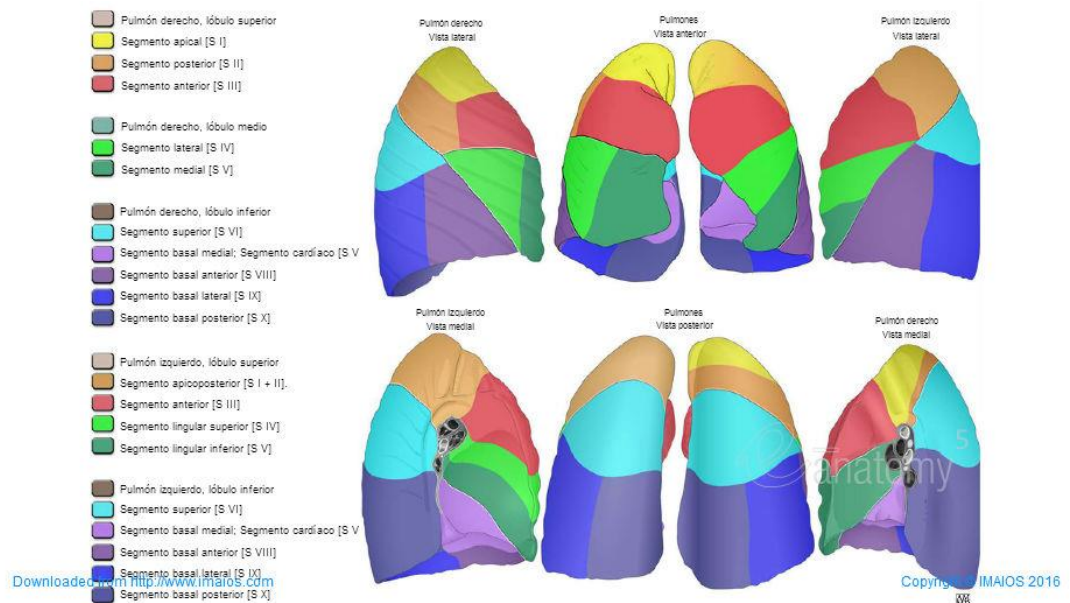 Pulmón derecho, lóbulo superior
Segmento apical [S I]
Segmento posterior [S II]
Segmento anterior [S III]
Pulmón derecho, lóbulo medio
Segmento lateral [S IV]
Segmento medial [S V]
Pulmón derecho, lóbulo inferior
Segmento superior [S VI]
Segmento basal medial; Segmento cardíaco [S V
Segmento basal anterior [S VIII]
Segmento basal lateral [S IX]
Segmento basal posterior [S X]
Pulmón izquierdo, lóbulo superior
Segmento apicoposterior [S I + II].
Segmento anterior [S III]
Segmento lingular superior [S IV]
Segmento lingular inferior [S V]
Pulmón izquierdo, lóbulo inferior
Segmento superior [S VI]
Segmento basal medial; Segmento cardíaco [S V
Segmento basal anterior [S VIII]
Segmento basal lateral [S IX]
Segmento basal posterior [S X]
Pulmón derecho
Vista lateral
Pulmones
Vista anterior
Pulmón izquierdo
Vista lateral
Pulmón izquierdo
Vista medial
Pulmones
Vista posterior
Pulmón derecho
Vista medial
anatomy
5
Downloaded from http://www.imaios.com
Copyright © IMAIOS 2016